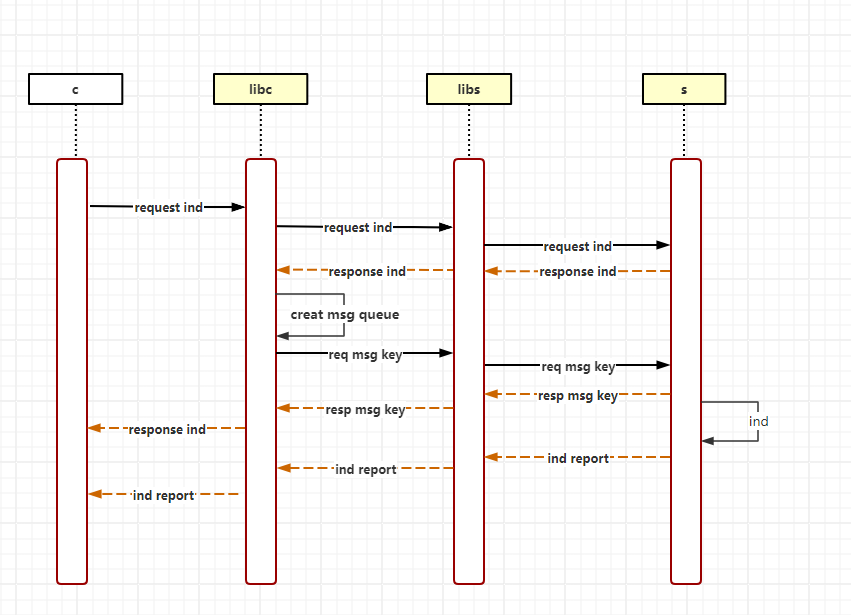 c
libc
libs
s
request ind
request ind
request ind
response ind
response ind
creat msg queue
req msg key
req msg key
resp msg key
resp msg key
ind
response ind
ind report
ind report
ind report